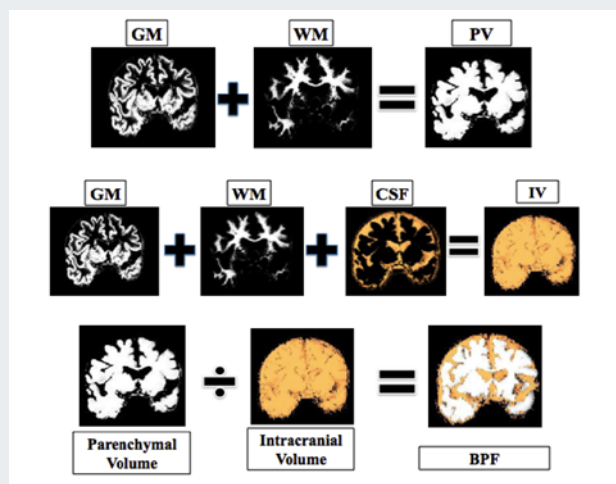 GM WM PV
+ =
GM WM CSF IV
+ + =
÷ =
Parenchymal Intracranial BPF
Volume Volume